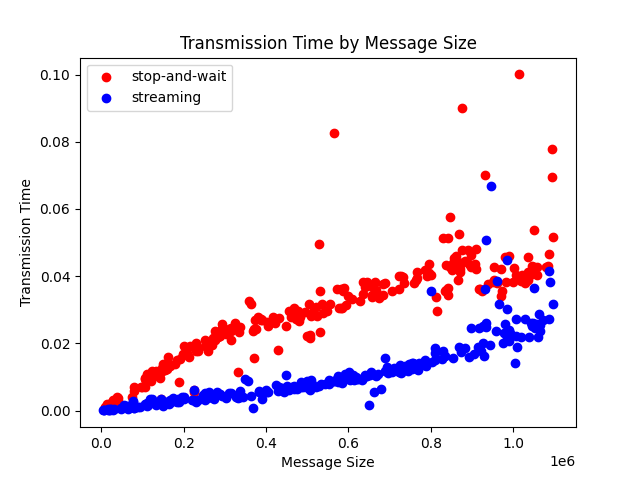 Transmission Time by Message Size
stop-and-wait
streaming
Transmission Time
0.10
0.08
0.06
0.04
0.02
0.00
0.0 0.2 0.4 0.6 0.8 1.0
1e6
Message Size